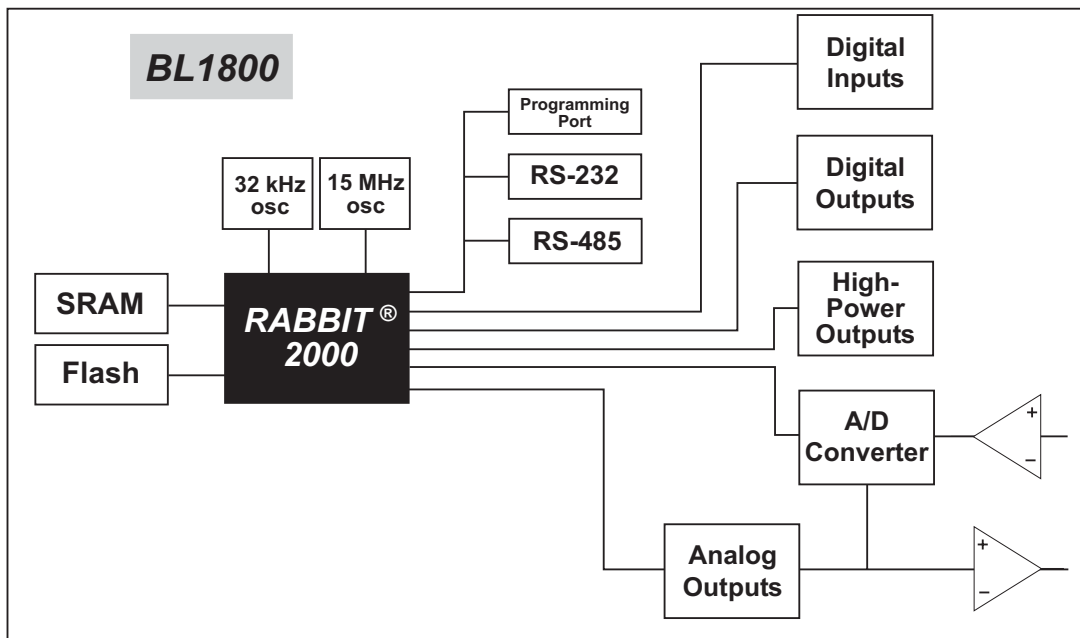 BL1800
Digital
Inputs
Programming
Port
32 kHz
osc
15 MHz
osc
RS-232
Digital
Outputs
RS-485
SRAM
RABBIT ®
2000
High-
Power
Outputs
Flash
A/D
Converter
+
−
Analog
Outputs
+
−